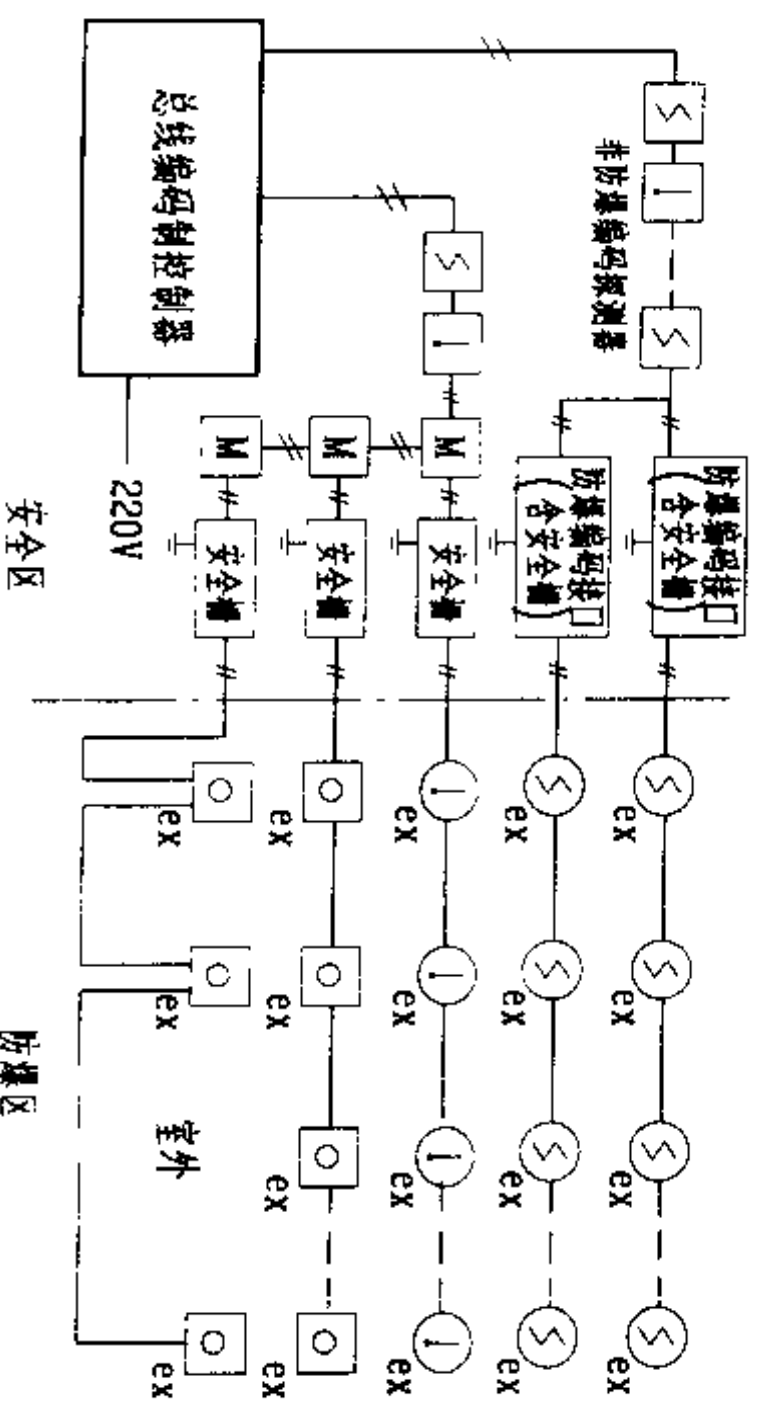 总线编码制控制器
220V
非防爆编码探测器
防爆编码接口
(含安全栅)
防爆编码接口
(含安全栅)
M
M
M
安全栅
安全栅
安全栅
安全区
ex
ex
ex
ex
ex
ex
ex
ex
ex
ex
ex
ex
ex
室外
防爆区
ex
ex
ex
ex
ex
ex